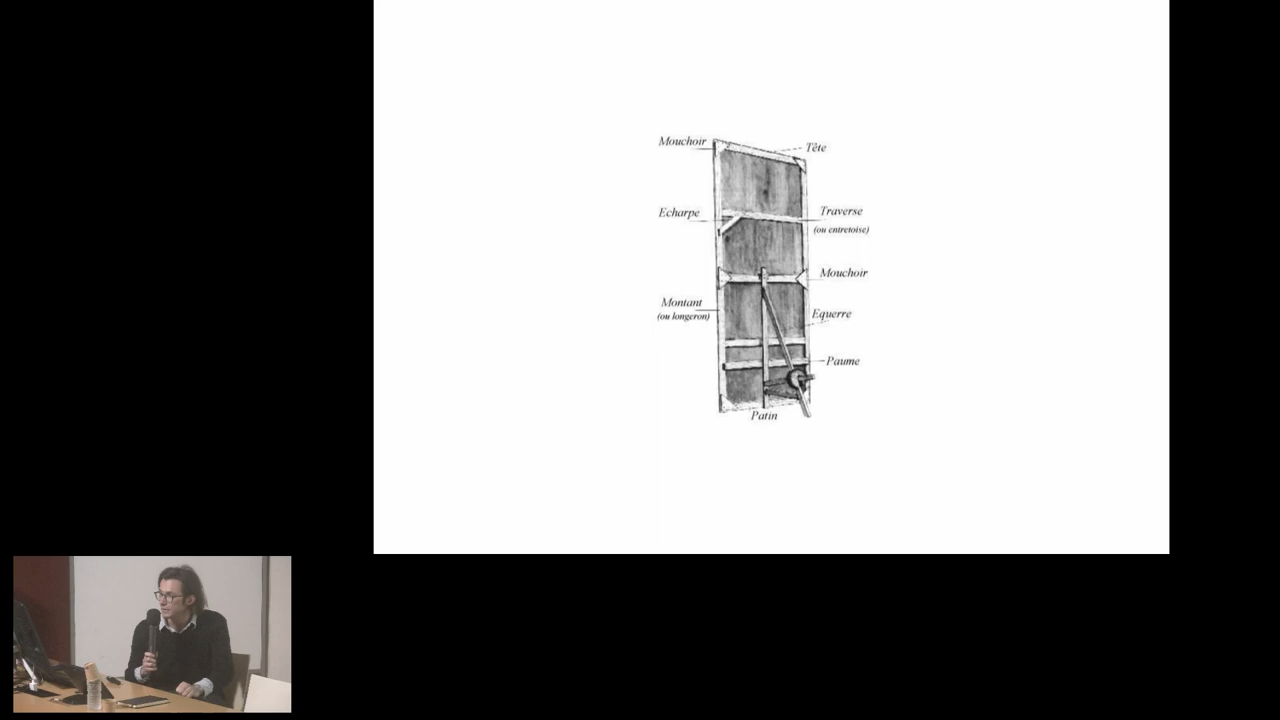 Mouchoir
Tête
Echarpe
Traverse
(ou entretoise)
Mouchoir
Montant
(ou longeron)
Equerre
Paume
Patin